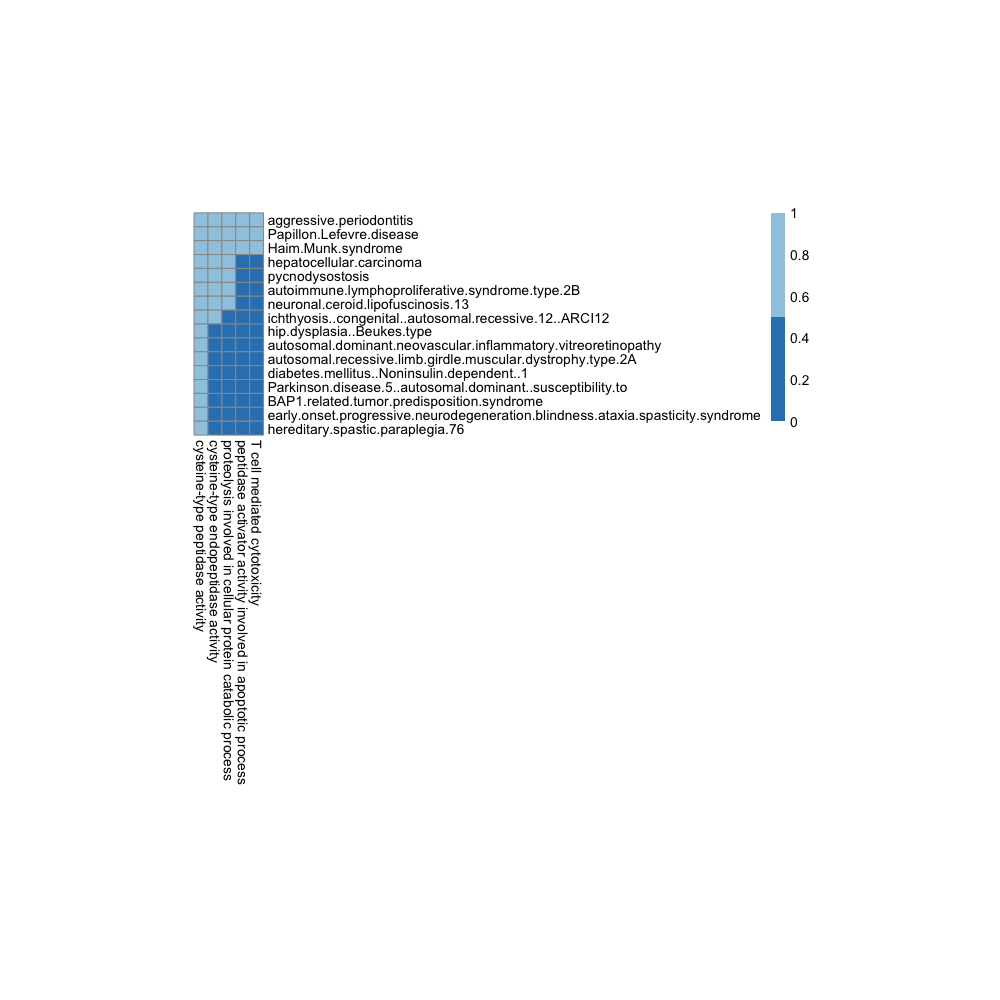 aggressive.periodontitis
Papillon.Lefevre.disease
Haim.Munk.syndrome
hepatocellular.carcinoma
pycnodysostosis
autoimmune.lymphoproliferative.syndrome.type.2B
neuronal.ceroid.lipofuscinosis.13
ichthyosis..congenital..autosomal.recessive.12..ARCI12
hip.dysplasia..Beukes.type
autosomal.dominant.neovascular.inflammatory.vitreoretinopathy
autosomal.recessive.limb.girdle.muscular.dystrophy.type.2A
diabetes.mellitus..Noninsulin.dependent..1
Parkinson.disease.5..autosomal.dominant..susceptibility.to
BAP1.related.tumor.predisposition.syndrome
early.onset.progressive.neurodegeneration.blindness.ataxia.spasticity.syndrome
hereditary.spastic.paraplegia.76
1
0.8
0.6
0.4
0.2
0
cysteine-type peptidase activity
cysteine-type endopeptidase activity
proteolysis involved in cellular protein catabolic process
peptidase activator activity involved in apoptotic process
T cell mediated cytotoxicity